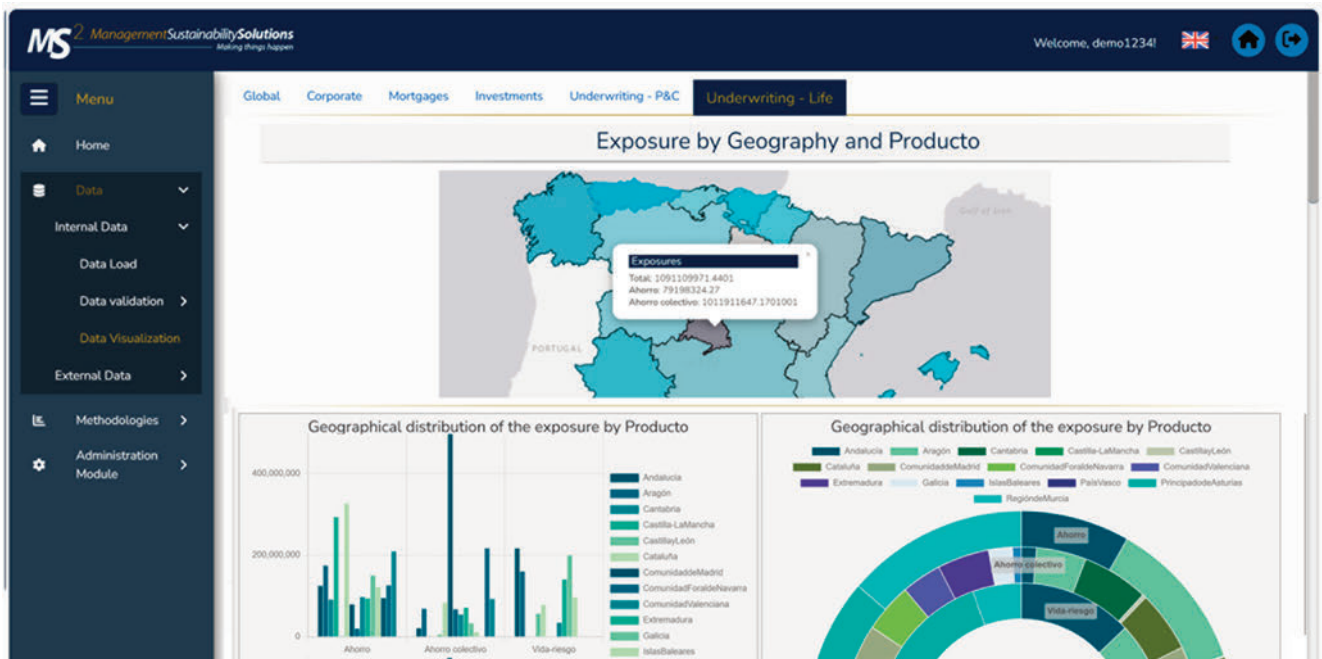 MS2 ManagementSustainabilitySolutions
Making things happen
Welcome, demo1234!
Menu
Home
Data
Internal Data
Data Load
Data validation
Data Visualization
External Data
Methodologies
Administration
Module
Global Corporate Mortgages Investments Underwriting - P&C Underwriting - Life
Exposure by Geography and Producto
Gulf of Lion
Exposures
×
Total: 1091109971.4401
Ahorro: 79198324.27
Ahorro colectivo: 1011911647.1701001
PORTUGAL
Geographical distribution of the exposure by Producto
400,000,000
200,000,000
0
Ahorro Ahorro colectivo Vida-riesgo
Andalucía
Aragón
Cantabria
Castilla-LaMancha
CastillayLeón
Cataluña
ComunidaddeMadrid
ComunidadForaldeNavarra
ComunidadValenciana
Extremadura
Galicia
IslasBaleares
Geographical distribution of the exposure by Producto
Andalucía Aragón Cantabria Castilla-LaMancha CastillayLeón
Cataluña ComunidaddeMadrid ComunidadForaldeNavarra ComunidadValenciana
Extremadura Galicia IslasBaleares PaísVasco PrincipadodeAsturias
RegióndeMurcia
Ahorro
Ahorro colectivo
Vida-riesgo